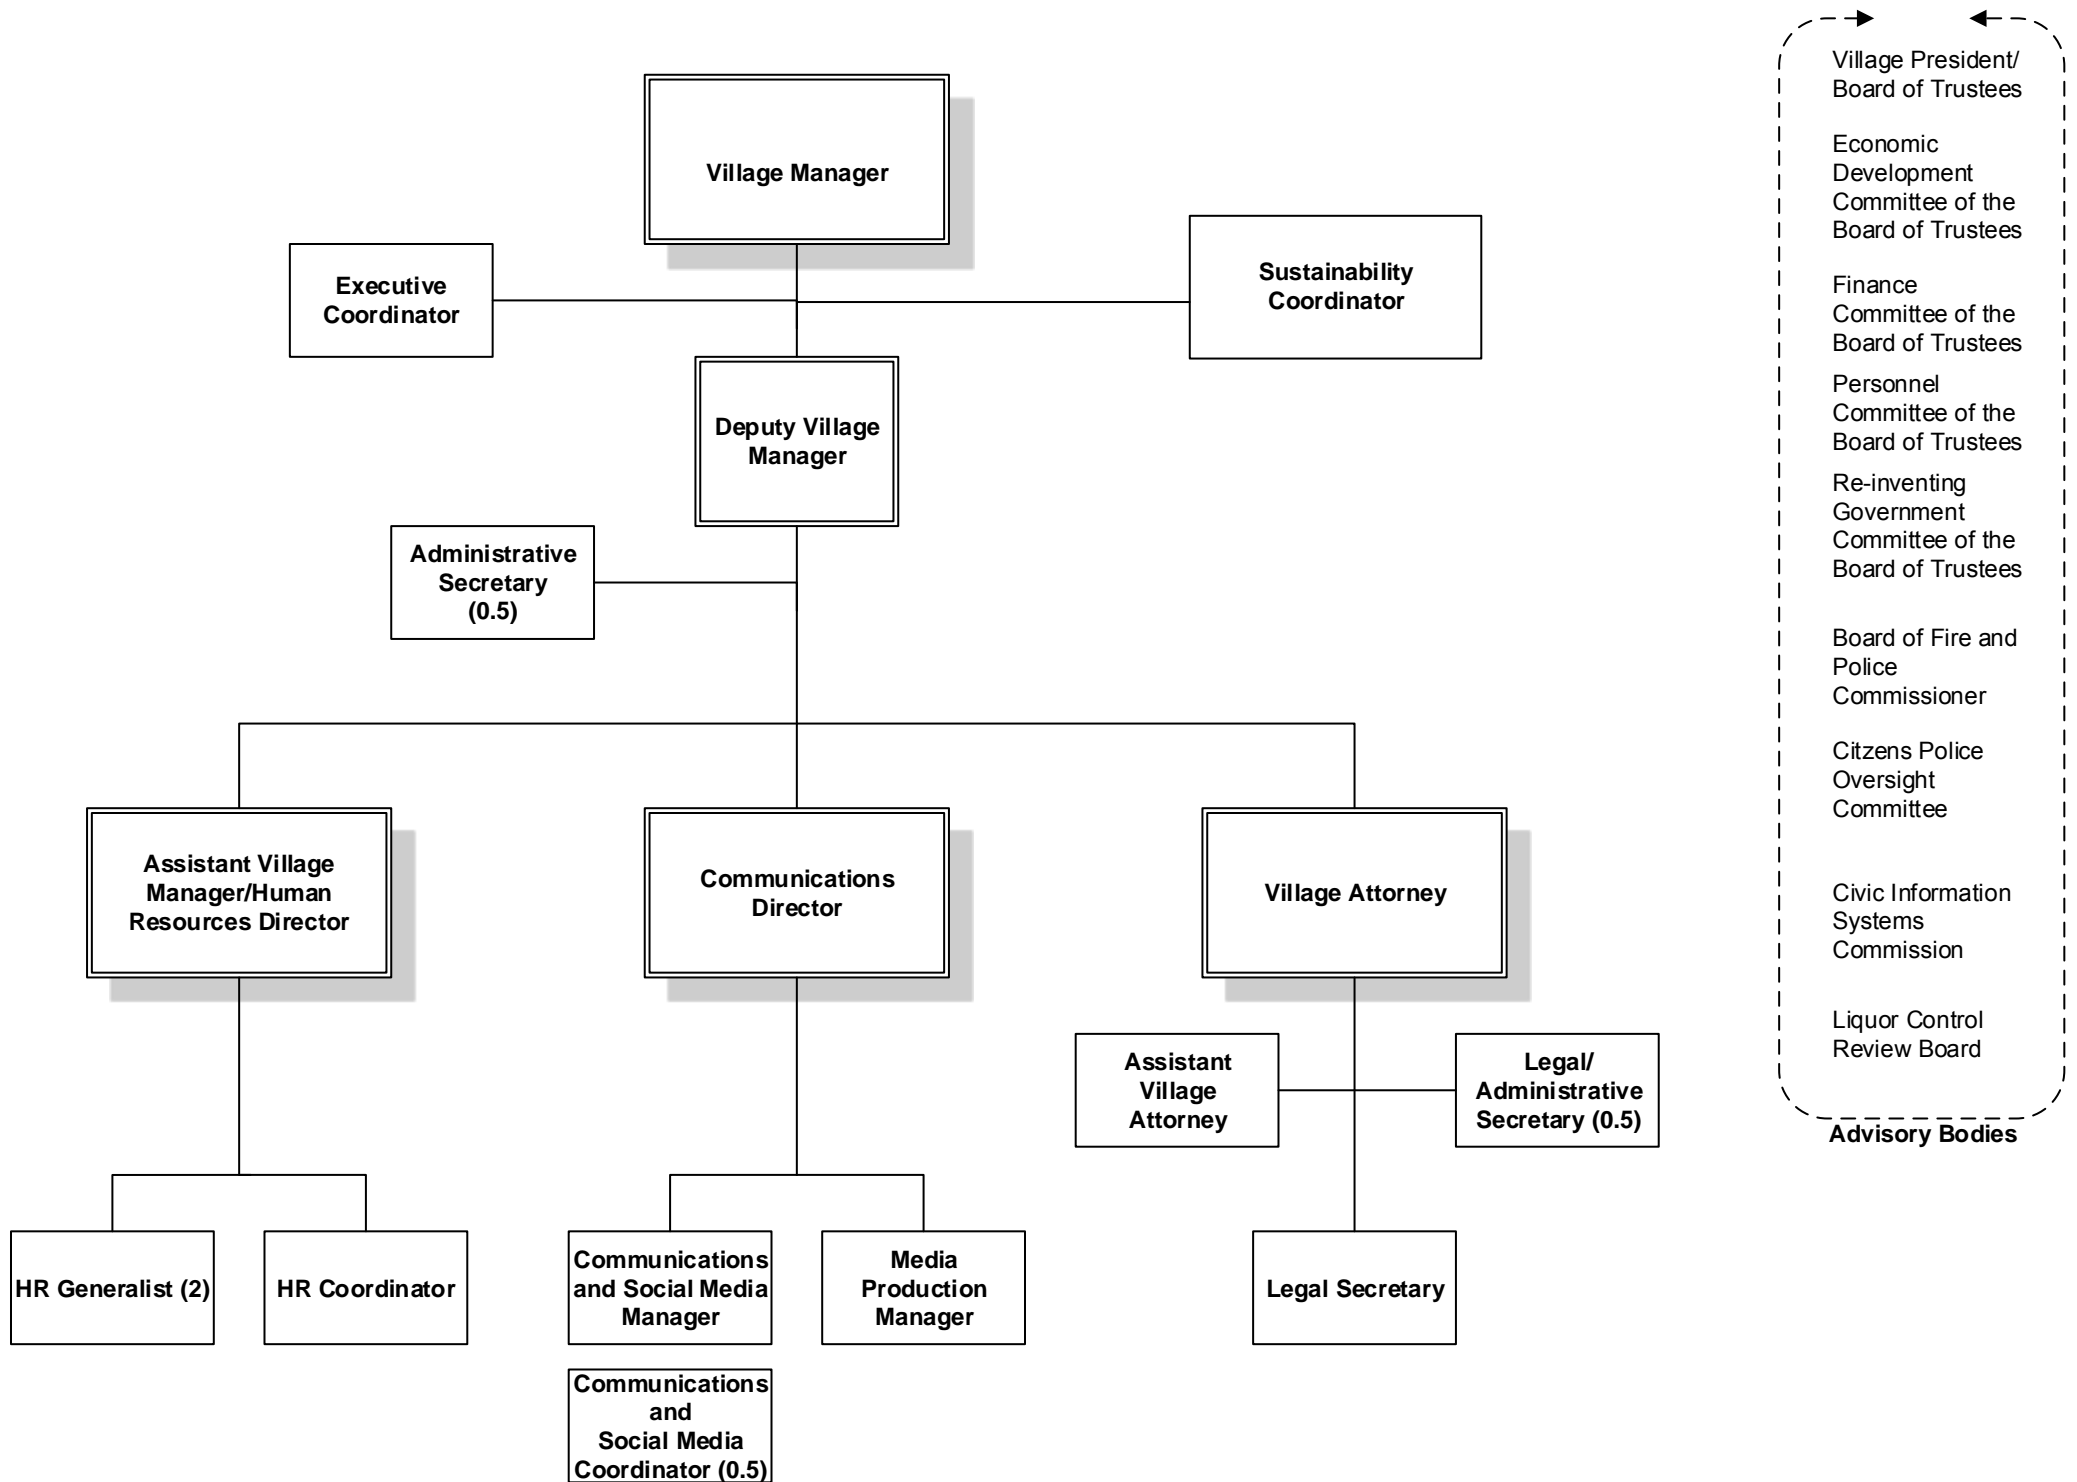 Village Manager
Executive
Coordinator
Sustainability
Coordinator
Deputy Village
Manager
Administrative
Secretary
(0.5)
Assistant Village
Manager/Human
Resources Director
Communications
Director
Village Attorney
Assistant
Village
Attorney
Legal/
Administrative
Secretary (0.5)
HR Generalist (2)
HR Coordinator
Communications
and Social Media
Manager
Media
Production
Manager
Legal Secretary
Communications
and
Social Media
Coordinator (0.5)
Village President/
Board of Trustees
Economic
Development
Committee of the
Board of Trustees
Finance
Committee of the
Board of Trustees
Personnel
Committee of the
Board of Trustees
Re-inventing
Government
Committee of the
Board of Trustees
Board of Fire and
Police
Commissioner
Citzens Police
Oversight
Committee
Civic Information
Systems
Commission
Liquor Control
Review Board
Advisory Bodies